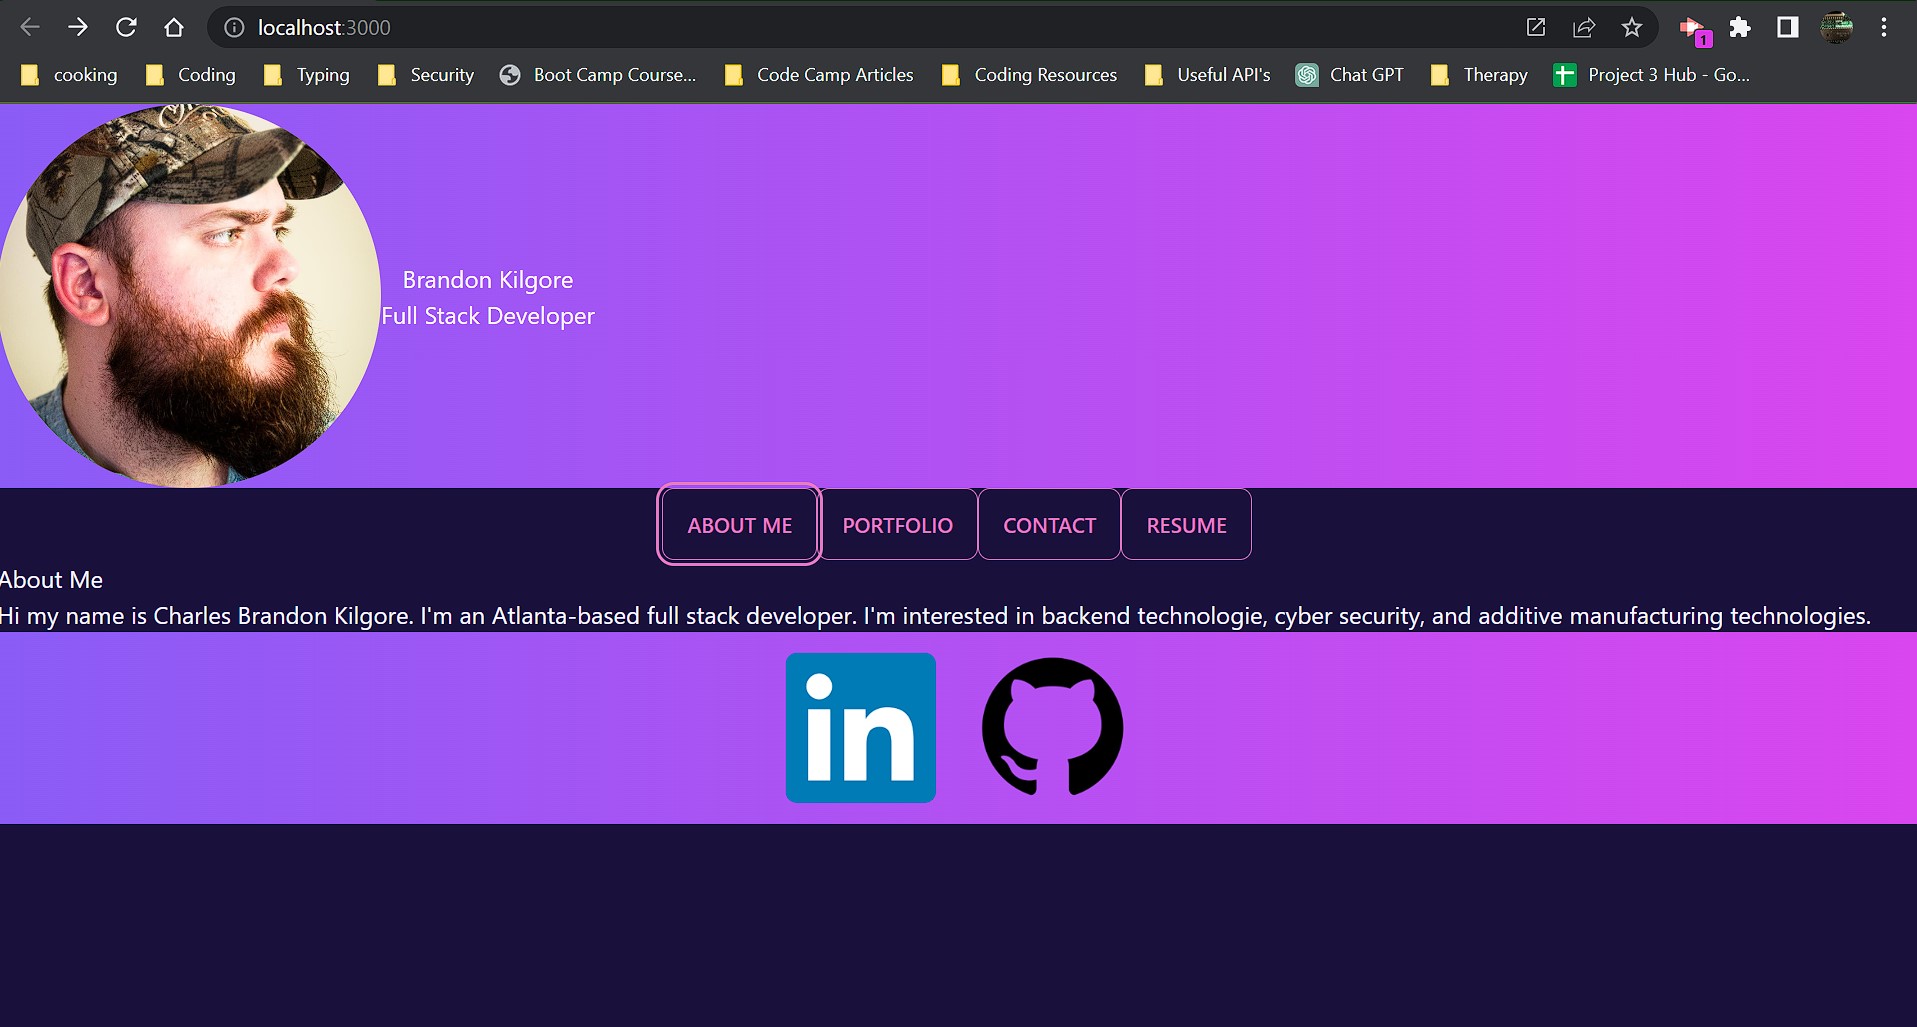 localhost:3000
1
cooking Coding Typing Security Boot Camp Course... Code Camp Articles Coding Resources Useful API's Chat GPT Therapy Project 3 Hub - Go...
Brandon Kilgore
Full Stack Developer
ABOUT ME PORTFOLIO CONTACT RESUME
About Me
Hi my name is Charles Brandon Kilgore. I'm an Atlanta-based full stack developer. I'm interested in backend technologie, cyber security, and additive manufacturing technologies.
in